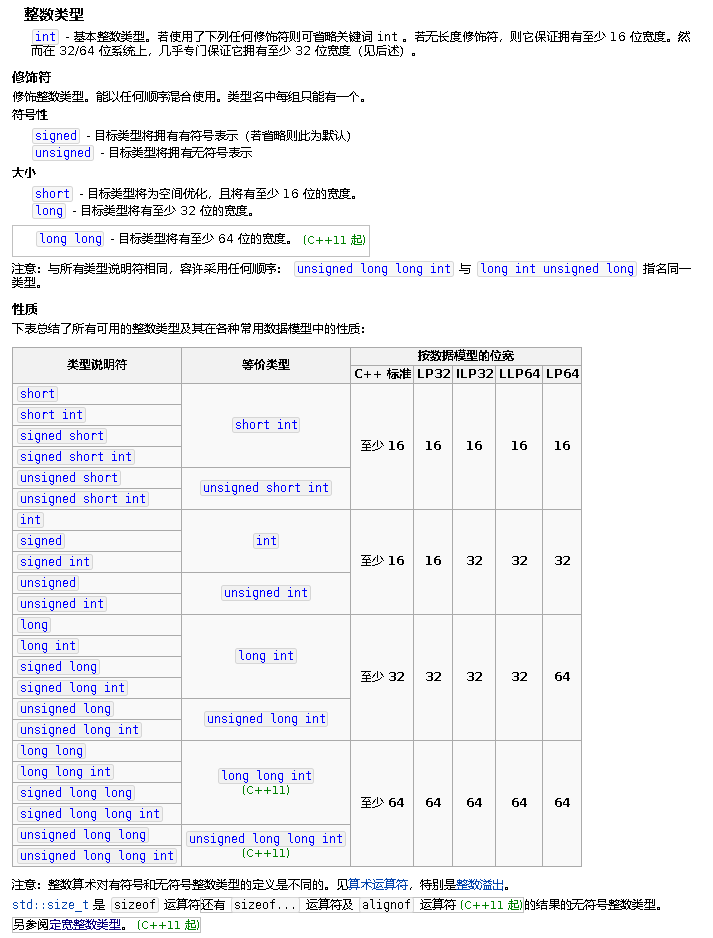 整数类型
int - 基本整数类型。若使用了下列任何修饰符则可省略关键词 int 。若无长度修饰符，则它保证拥有至少 16 位宽度。然
而在 32/64 位系统上，几乎专门保证它拥有至少 32 位宽度（见后述）。
修饰符
修饰整数类型。能以任何顺序混合使用。类型名中每组只能有一个。
符号性
signed - 目标类型将拥有有符号表示（若省略则此为默认）
unsigned - 目标类型将拥有无符号表示
大小
short - 目标类型将为空间优化，且将有至少 16 位的宽度。
long - 目标类型将有至少 32 位的宽度。
long long - 目标类型将有至少 64 位的宽度。 (C++11 起)
注意：与所有类型说明符相同，容许采用任何顺序： unsigned long long int 与 long int unsigned long 指名同一
类型。
性质
下表总结了所有可用的整数类型及其在各种常用数据模型中的性质：
类型说明符 等价类型 按数据模型的位宽
C++ 标准 LP32 ILP32 LLP64 LP64
short
short int
signed short
signed short int
short int
unsigned short
unsigned short int
unsigned short int
至少 16 16 16 16 16
int
signed
signed int
int
unsigned
unsigned int
unsigned int
至少 16 16 32 32 32
long
long int
signed long
signed long int
long int
unsigned long
unsigned long int
unsigned long int
至少 32 32 32 32 64
long long
long long int
signed long long
signed long long int
long long int
(C++11)
unsigned long long
unsigned long long int
unsigned long long int
(C++11)
至少 64 64 64 64 64
注意：整数算术对有符号和无符号整数类型的定义是不同的。见算术运算符，特别是整数溢出。
std::size_t 是 sizeof 运算符还有 sizeof... 运算符及 alignof 运算符 (C++11 起)的结果的无符号整数类型。
另参阅定宽整数类型。 (C++11 起)